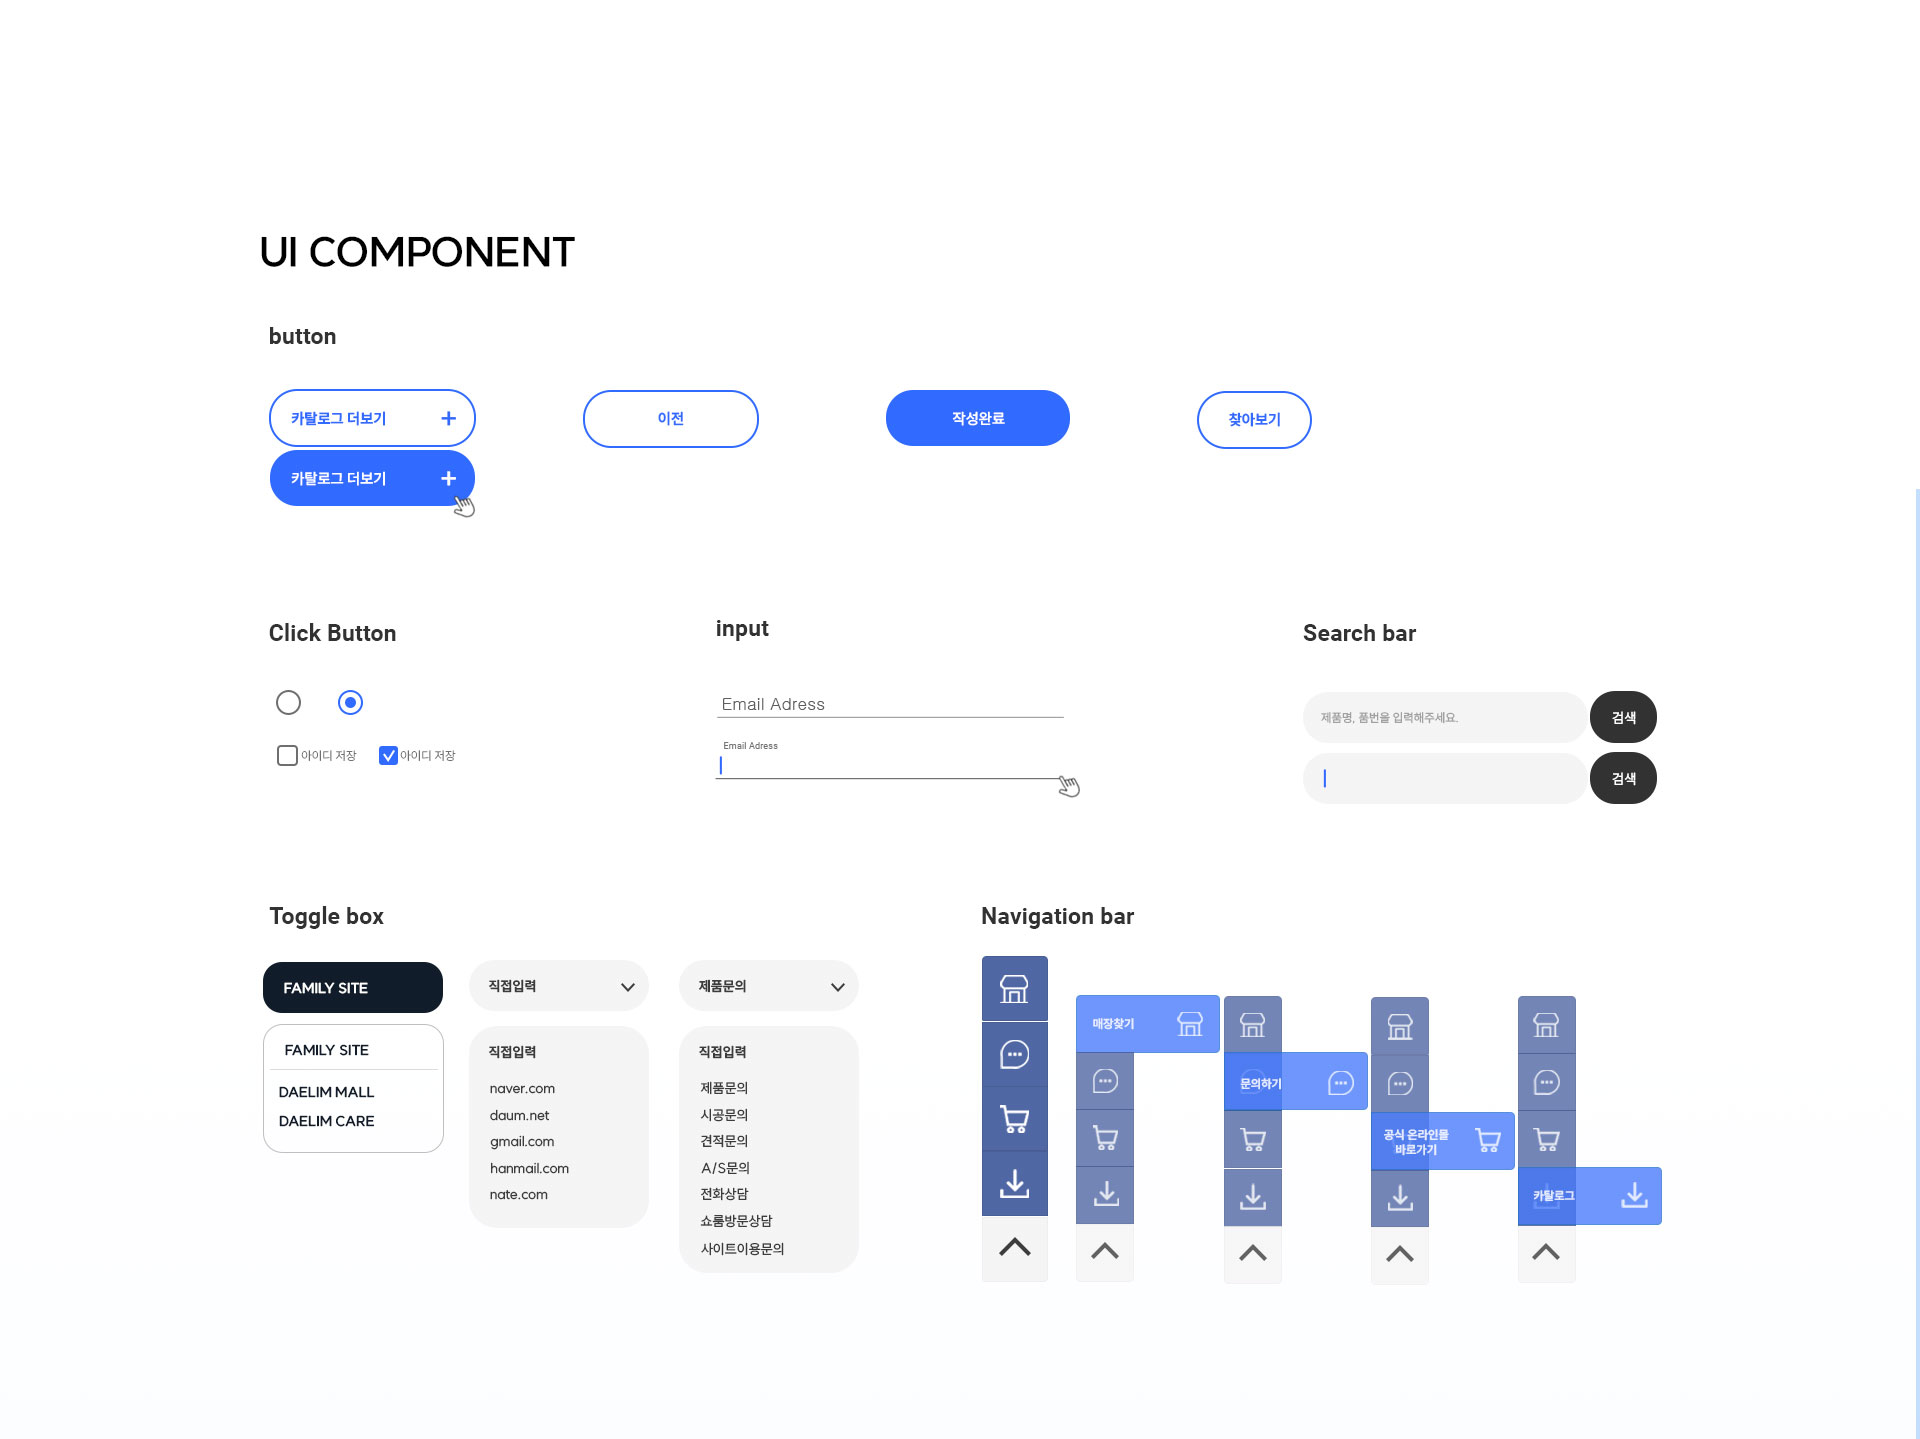 UI COMPONENT
button
카탈로그 더보기
이전
작성완료
찾아보기
카탈로그 더보기
Click Button
아이디 저장
아이디 저장
input
Email Adress
Email Adress
Search bar
제품명, 품번을 입력해주세요.
검색
검색
Toggle box
FAMILY SITE
FAMILY SITE
DAELIM MALL
DAELIM CARE
직접입력
직접입력
naver.com
daum.net
gmail.com
hanmail.com
nate.com
제품문의
직접입력
제품문의
시공문의
견적문의
A/S문의
전화상담
쇼룸방문상담
사이트이용문의
Navigation bar
매장찾기
문의하기
공식 온라인몰
바로가기
카탈로그